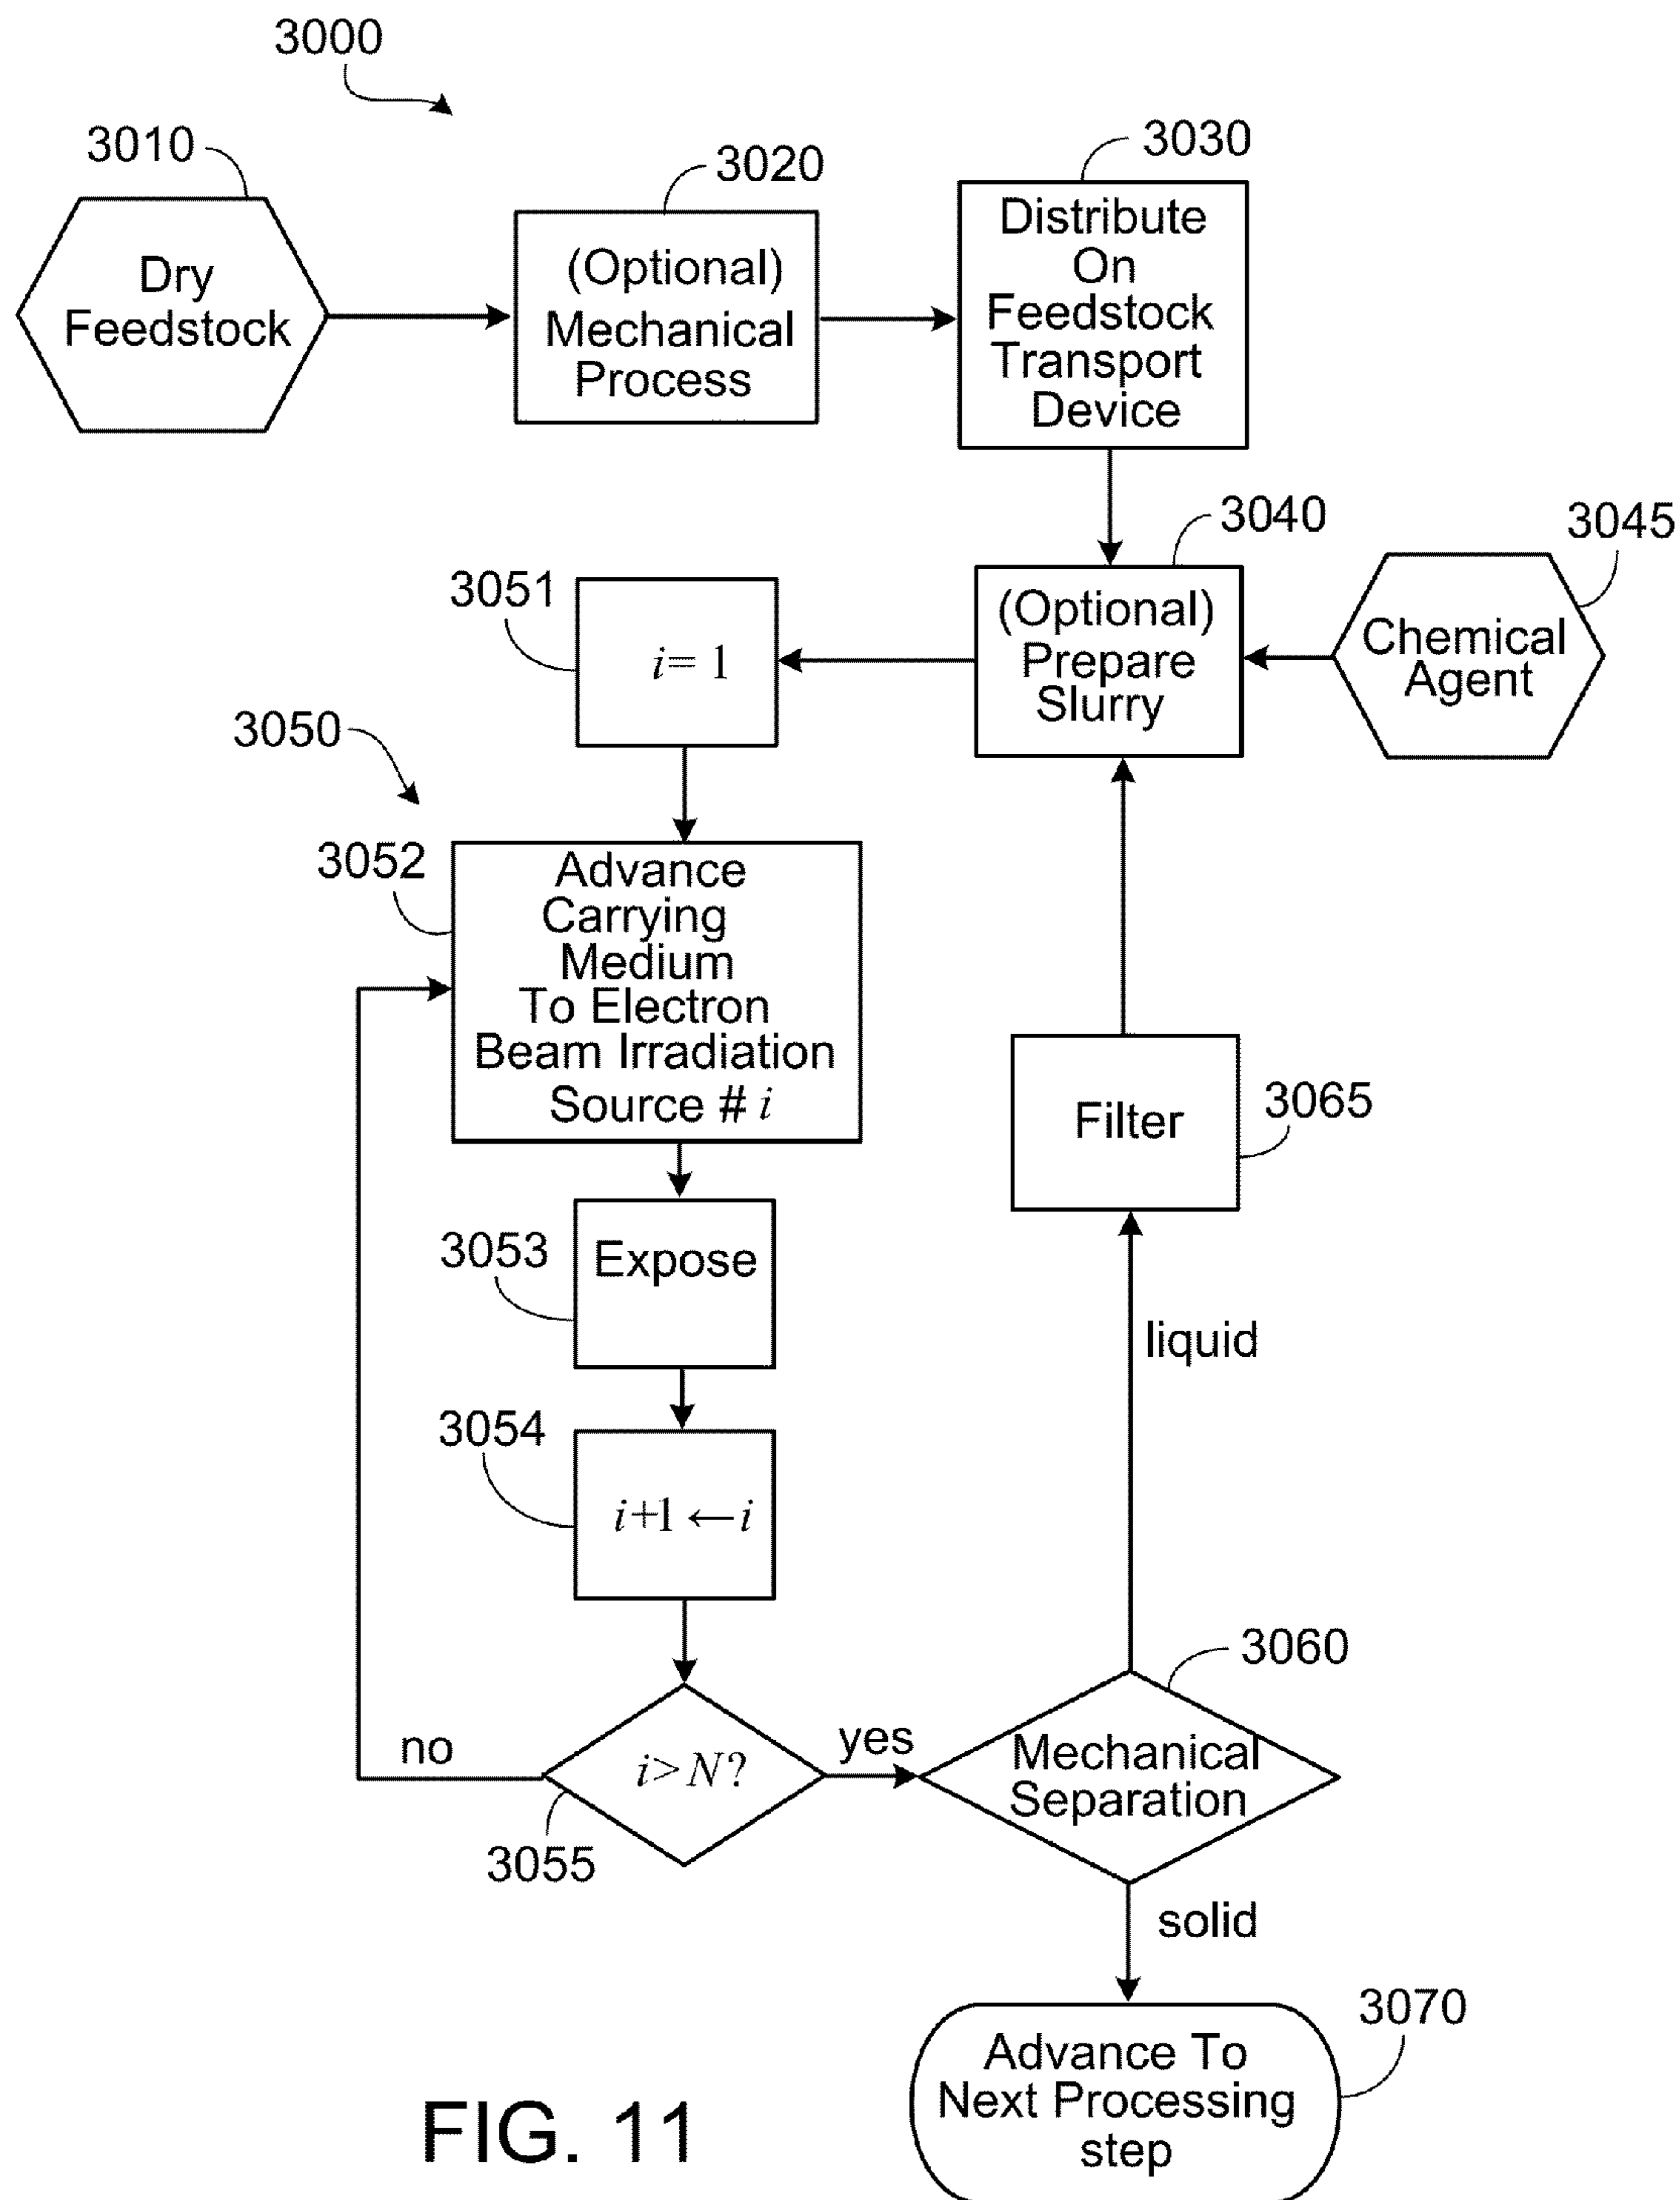 3000
3010
Dry
Feedstock
3020
(Optional)
Mechanical
Process
3030
Distribute
On
Feedstock
Transport
Device
3040
(Optional)
Prepare
Slurry
3045
Chemical
Agent
3051
i= 1
3050
3052
Advance
Carrying
Medium
To Electron
Beam Irradiation
Source # i
3053
Expose
3054
i+1 ←i
3055
i>N?
no
yes
3060
Mechanical
Separation
liquid
3065
Filter
solid
3070
Advance To
Next Processing
step
FIG. 11